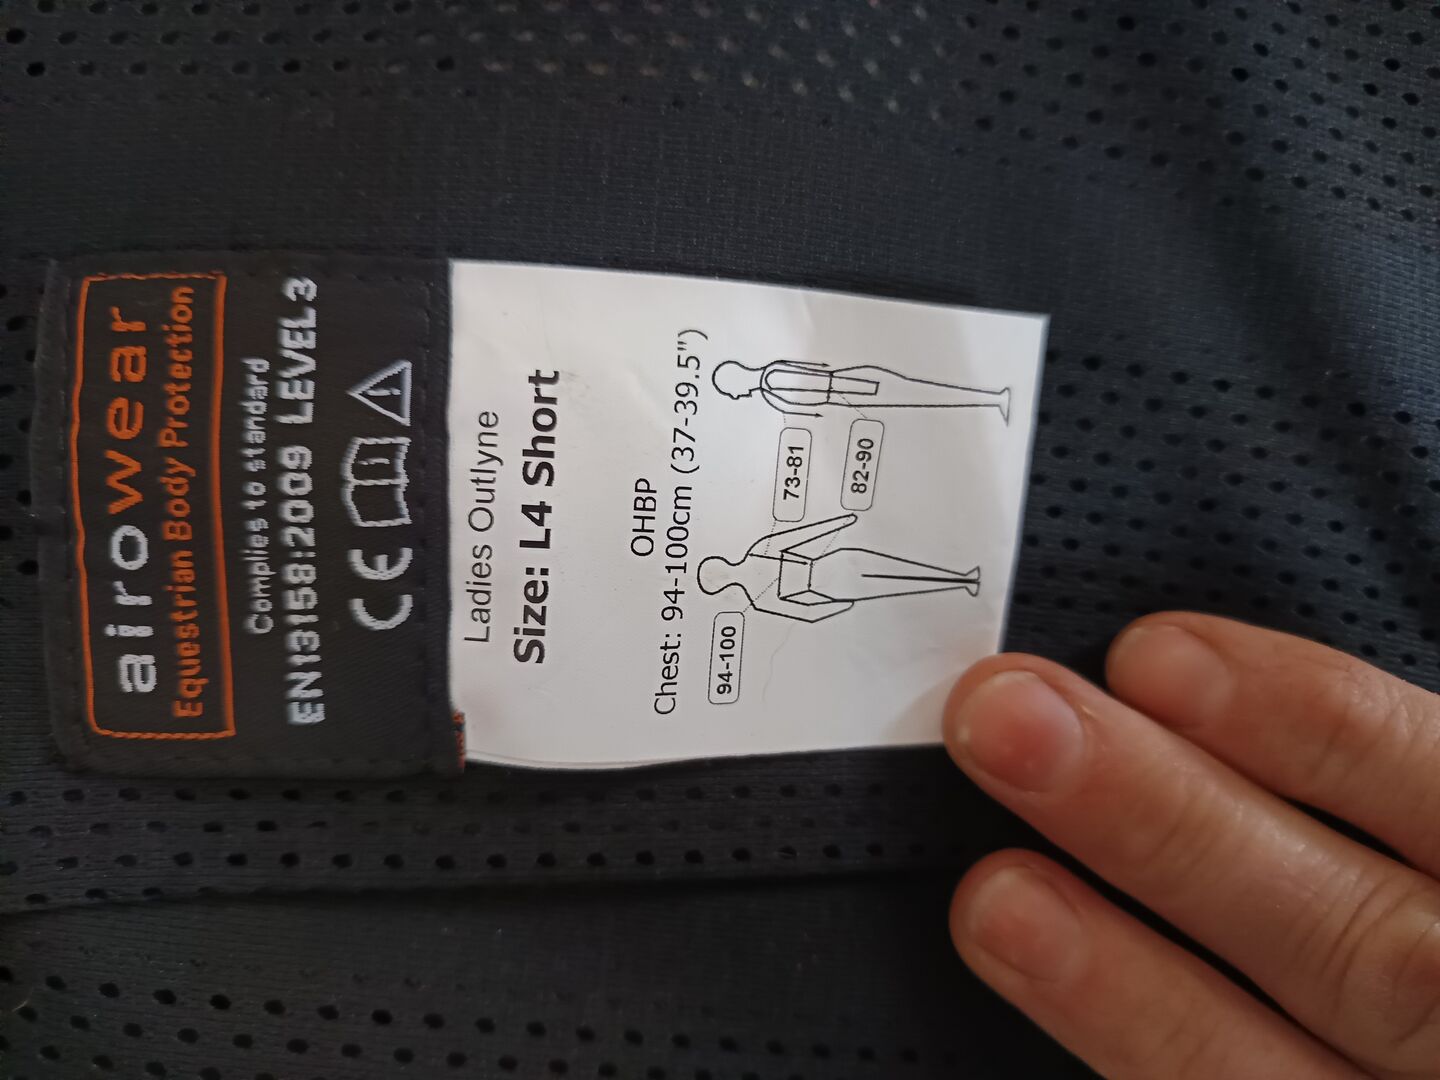 airowear
Equestrian Body Protection
Complies to standard
EN13158:2009 LEVEL 3
CE
Ladies Outlyne
Size: L4 Short
OHBP
Chest: 94-100cm (37-39.5")
94-100
73-81
82-90